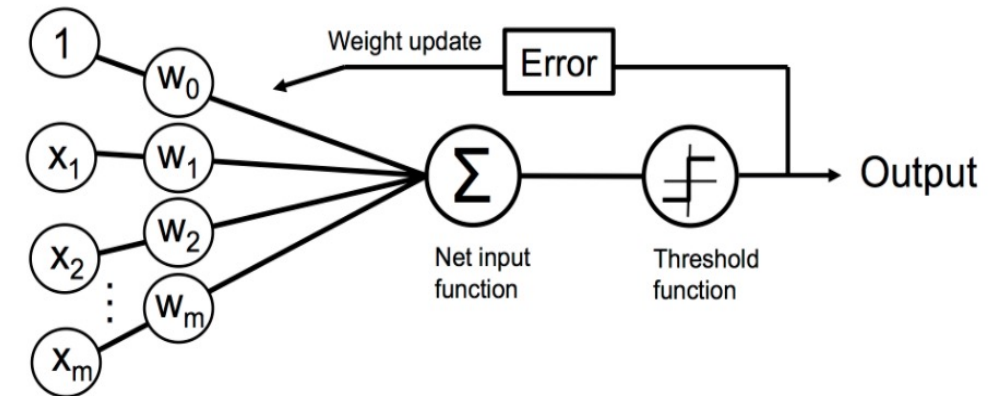 1
W0
Weight update
Error
X1
W1
Σ
Output
X2
W2
Net input
function
Threshold
function
⋮
Wm
Xm